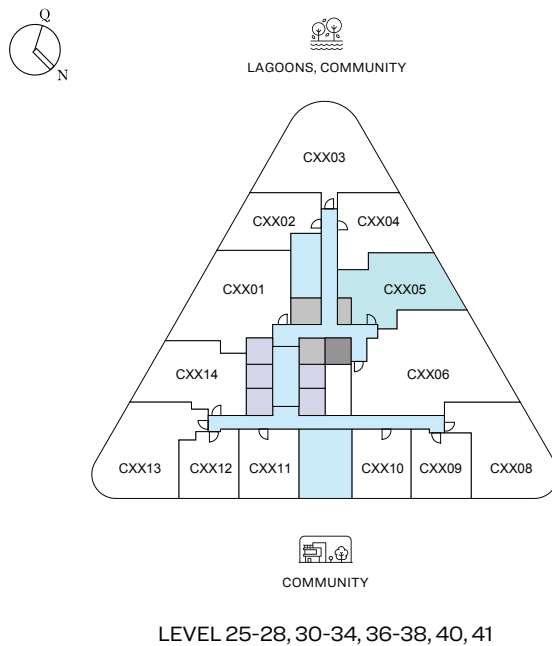 Q
N
LAGOONS, COMMUNITY
CXX03
CXX02
CXX04
CXX01
CXX05
CXX14
CXX06
CXX13
CXX12
CXX11
CXX10
CXX09
CXX08
COMMUNITY
LEVEL 25-28, 30-34, 36-38, 40, 41